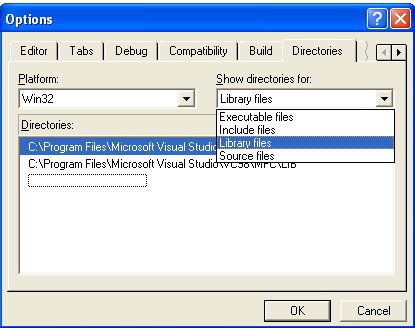 Options
Editor Tabs Debug Compatibility Build Directories
Platform: Show directories for:
Win32 Library files
Executable files
Include files
Library files
Source files
Directories:
C:\Program Files\Microsoft Visual Studio
C:\Program Files\Microsoft Visual Studio\VC98\MFC\LIB
OK Cancel